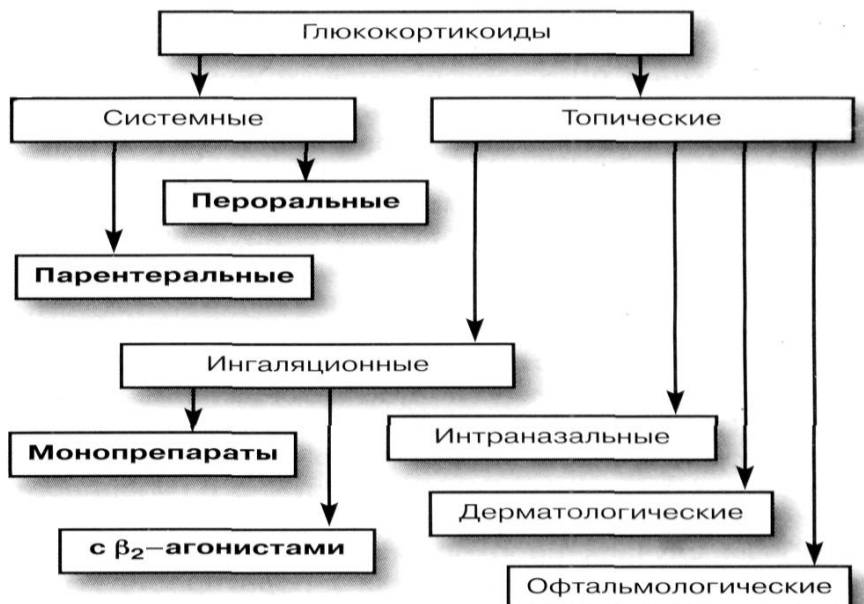 Глюкокортикоиды
Системные
Топические
Пероральные
Парентеральные
Ингаляционные
Монопрепараты
Интраназальные
Дерматологические
с β₂–агонистами
Офтальмологические